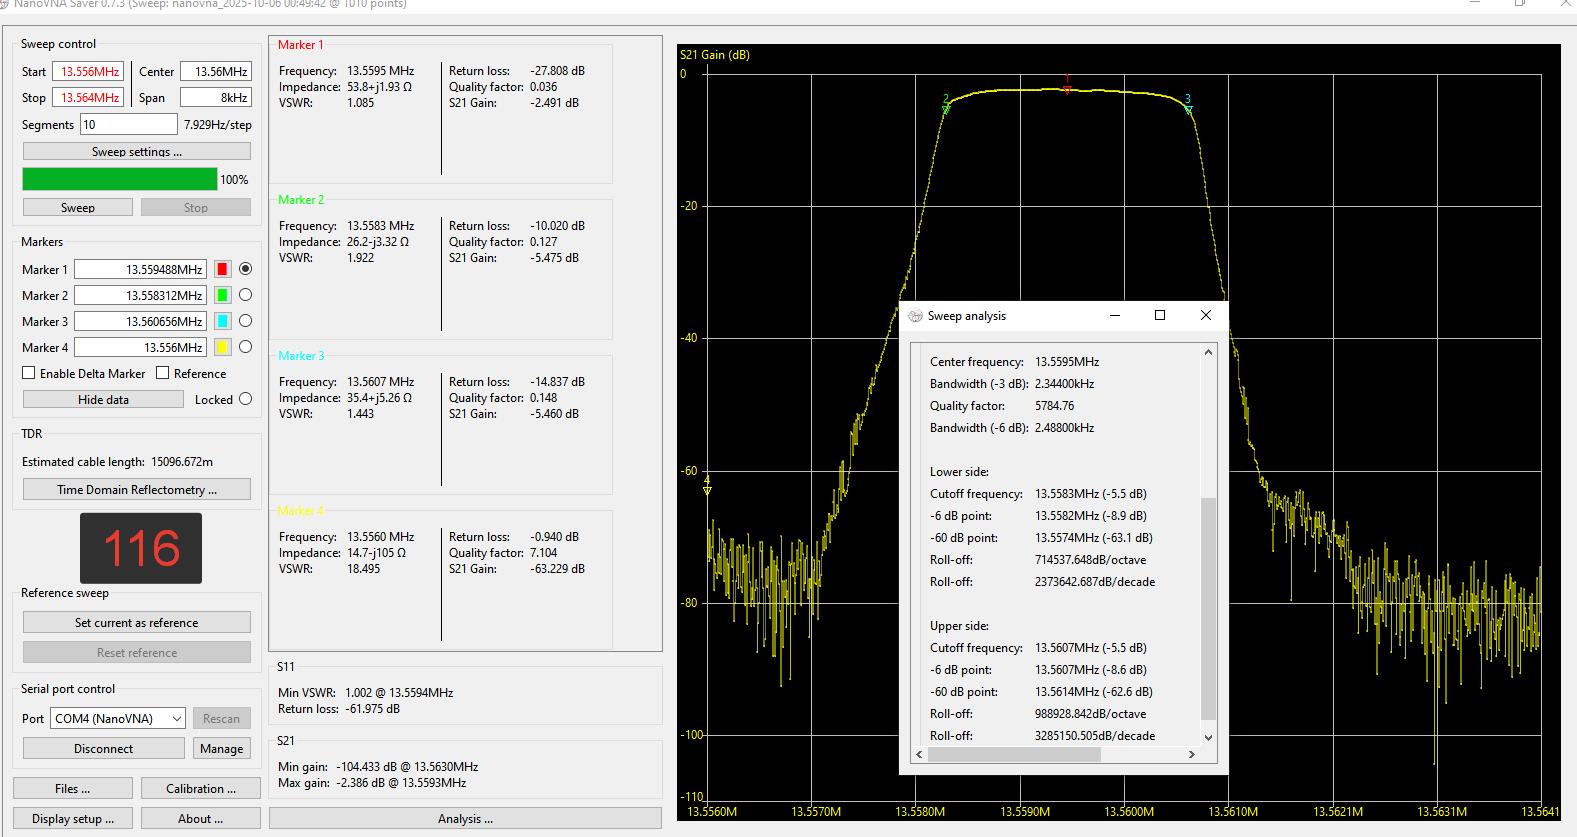 NanoVNA Saver 0.7.3 (Sweep: nanovna_2025-10-06 00:49:42 @ 1010 points)
Sweep control
Start 13.556MHz Center 13.56MHz
Stop 13.564MHz Span 8kHz
Segments 10 7.929Hz/step
Sweep settings ...
100%
Sweep Stop
Markers
Marker 1 13.559488MHz
Marker 2 13.558312MHz
Marker 3 13.560656MHz
Marker 4 13.556MHz
Enable Delta Marker Reference
Hide data Locked
TDR
Estimated cable length: 15096.672m
Time Domain Reflectometry ...
116
Reference sweep
Set current as reference
Reset reference
Serial port control
Port COM4 (NanoVNA) Rescan
Disconnect Manage
Files ... Calibration ...
Display setup ... About ...
Marker 1
Frequency: 13.5595 MHz Return loss: -27.808 dB
Impedance: 53.8+j1.93 Ω Quality factor: 0.036
VSWR: 1.085 S21 Gain: -2.491 dB
Marker 2
Frequency: 13.5583 MHz Return loss: -10.020 dB
Impedance: 26.2-j3.32 Ω Quality factor: 0.127
VSWR: 1.922 S21 Gain: -5.475 dB
Marker 3
Frequency: 13.5607 MHz Return loss: -14.837 dB
Impedance: 35.4+j5.26 Ω Quality factor: 0.148
VSWR: 1.443 S21 Gain: -5.460 dB
Marker 4
Frequency: 13.5560 MHz Return loss: -0.940 dB
Impedance: 14.7-j105 Ω Quality factor: 7.104
VSWR: 18.495 S21 Gain: -63.229 dB
S11
Min VSWR: 1.002 @ 13.5594MHz
Return loss: -61.975 dB
S21
Min gain: -104.433 dB @ 13.5630MHz
Max gain: -2.386 dB @ 13.5593MHz
Analysis ...
S21 Gain (dB)
0
1
2
3
-20
-40
-60
4
-80
-100
-110
13.5560M 13.5570M 13.5580M 13.5590M 13.5600M 13.5610M 13.5621M 13.5631M 13.5641
Sweep analysis
Center frequency: 13.5595MHz
Bandwidth (-3 dB): 2.34400kHz
Quality factor: 5784.76
Bandwidth (-6 dB): 2.48800kHz
Lower side:
Cutoff frequency: 13.5583MHz (-5.5 dB)
-6 dB point: 13.5582MHz (-8.9 dB)
-60 dB point: 13.5574MHz (-63.1 dB)
Roll-off: 714537.648dB/octave
Roll-off: 2373642.687dB/decade
Upper side:
Cutoff frequency: 13.5607MHz (-5.5 dB)
-6 dB point: 13.5607MHz (-8.6 dB)
-60 dB point: 13.5614MHz (-62.6 dB)
Roll-off: 988928.842dB/octave
Roll-off: 3285150.505dB/decade